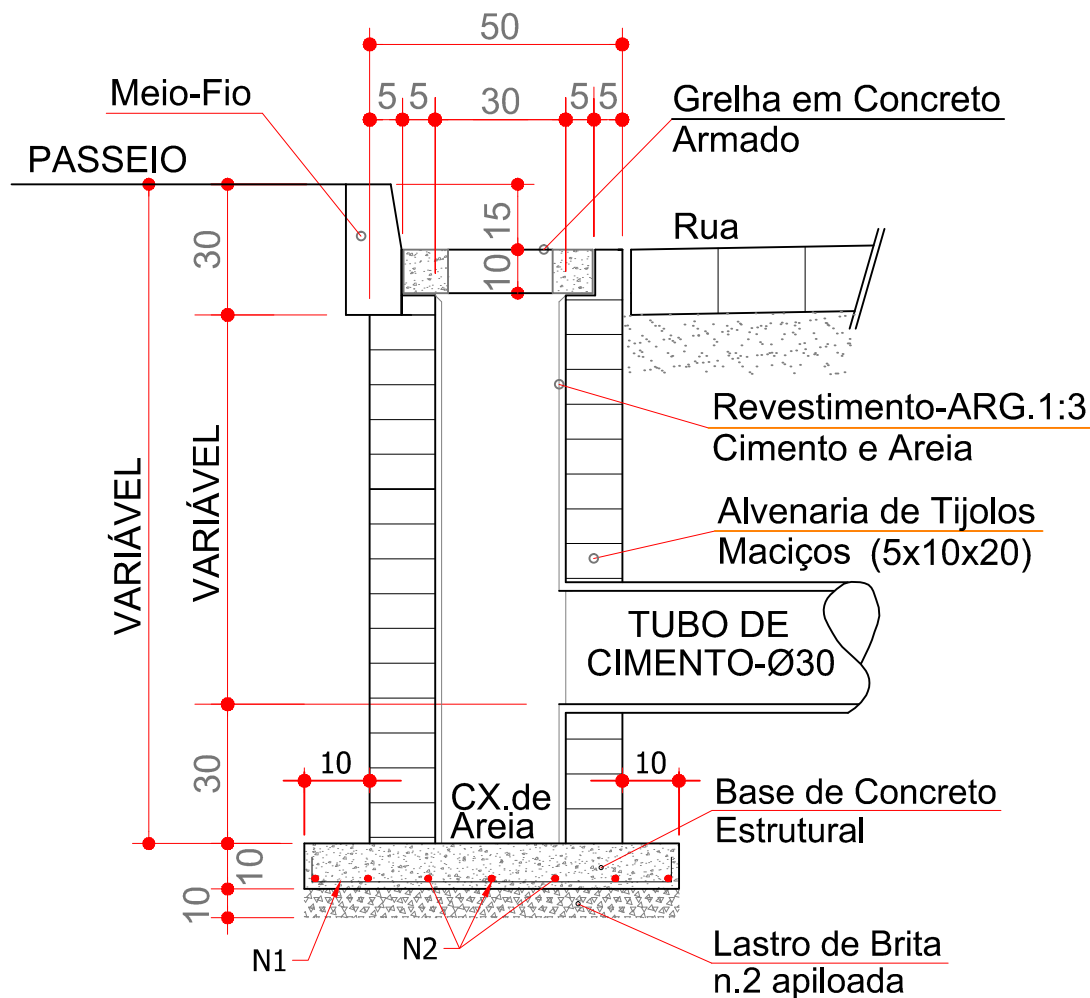 50
5
5
30
5
5
Meio-Fio
Grelha em Concreto
Armado
PASSEIO
30
15
10
Rua
VARIÁVEL
VARIÁVEL
Revestimento-ARG.1:3
Cimento e Areia
Alvenaria de Tijolos
Maciços (5x10x20)
TUBO DE
CIMENTO-Ø30
30
10
10
CX.de
Areia
Base de Concreto
Estrutural
10
10
N1
N2
Lastro de Brita
n.2 apiloada